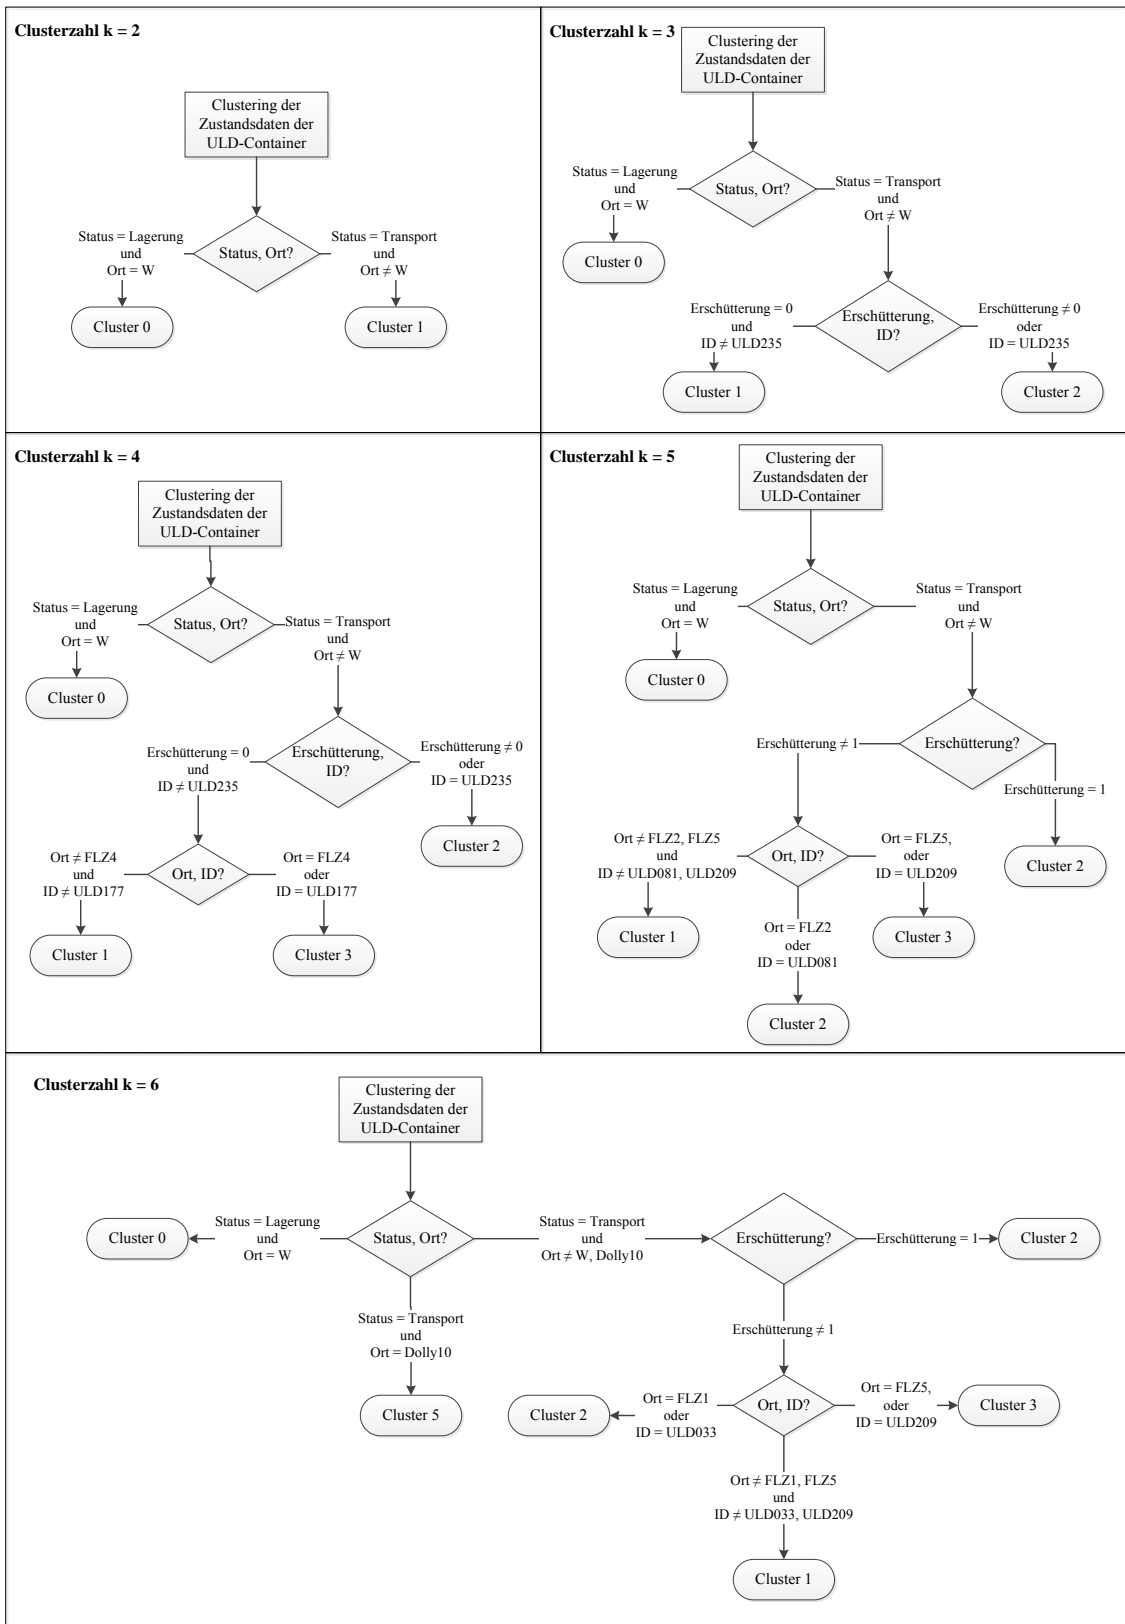 Clusterzahl k = 2
Clustering der
Zustandsdaten der
ULD-Container
Status, Ort?
Status = Lagerung
und
Ort = W
Status = Transport
und
Ort ≠ W
Cluster 0
Cluster 1
Clusterzahl k = 3
Clustering der
Zustandsdaten der
ULD-Container
Status, Ort?
Status = Lagerung
und
Ort = W
Status = Transport
und
Ort ≠ W
Cluster 0
Erschütterung,
ID?
Erschütterung = 0
und
ID ≠ ULD235
Erschütterung ≠ 0
oder
ID = ULD235
Cluster 1
Cluster 2
Clusterzahl k = 4
Clustering der
Zustandsdaten der
ULD-Container
Status, Ort?
Status = Lagerung
und
Ort = W
Status = Transport
und
Ort ≠ W
Cluster 0
Erschütterung,
ID?
Erschütterung = 0
und
ID ≠ ULD235
Erschütterung ≠ 0
oder
ID = ULD235
Cluster 2
Ort, ID?
Ort ≠ FLZ4
und
ID ≠ ULD177
Ort = FLZ4
oder
ID = ULD177
Cluster 1
Cluster 3
Clusterzahl k = 5
Clustering der
Zustandsdaten der
ULD-Container
Status, Ort?
Status = Lagerung
und
Ort = W
Status = Transport
und
Ort ≠ W
Cluster 0
Erschütterung?
Erschütterung ≠ 1
Erschütterung = 1
Cluster 2
Ort, ID?
Ort ≠ FLZ2, FLZ5
und
ID ≠ ULD081, ULD209
Ort = FLZ5,
oder
ID = ULD209
Cluster 1
Ort = FLZ2
oder
ID = ULD081
Cluster 3
Cluster 2
Clusterzahl k = 6
Clustering der
Zustandsdaten der
ULD-Container
Cluster 0
Status = Lagerung
und
Ort = W
Status, Ort?
Status = Transport
und
Ort ≠ W, Dolly10
Erschütterung?
Erschütterung = 1
Cluster 2
Status = Transport
und
Ort = Dolly10
Cluster 5
Erschütterung ≠ 1
Cluster 2
Ort = FLZ1
oder
ID = ULD033
Ort, ID?
Ort = FLZ5,
oder
ID = ULD209
Cluster 3
Ort ≠ FLZ1, FLZ5
und
ID ≠ ULD033, ULD209
Cluster 1